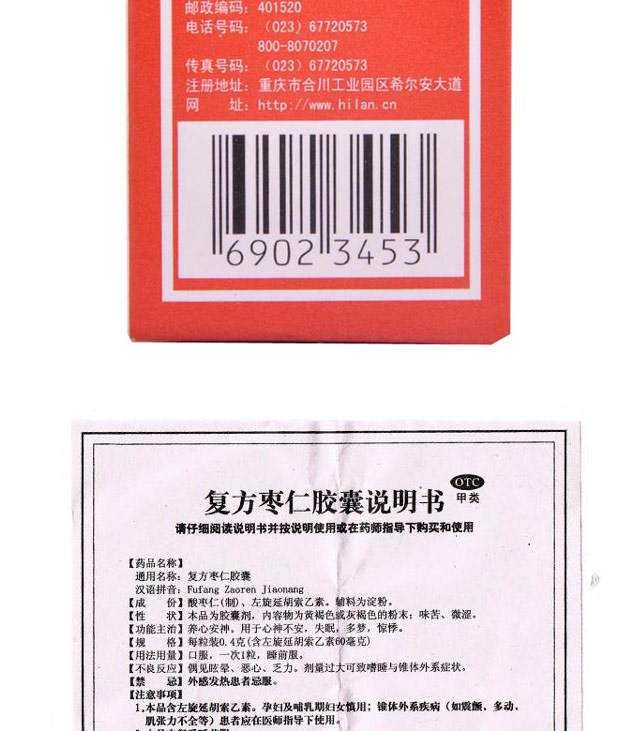 邮政编码：401520
电话号码：（023）67720573
800-8070207
传真号码：（023）67720573
注册地址：重庆市合川工业园区希尔安大道
网　　址：http://www.hilan.cn
6902 3453
OTC
甲类
复方枣仁胶囊说明书
请仔细阅读说明书并按说明使用或在药师指导下购买和使用
【药品名称】
通用名称：复方枣仁胶囊
汉语拼音：Fufang Zaoren Jiaonang
【成　　份】酸枣仁(制)、左旋延胡索乙素。辅料为淀粉。
【性　　状】本品为胶囊剂，内容物为黄褐色或灰褐色的粉末；味苦、微涩。
【功能主治】养心安神。用于心神不安，失眠，多梦，惊悸。
【规　　格】每粒装0.4克(含左旋延胡索乙素60毫克)
【用法用量】口服，一次1粒，睡前服。
【不良反应】偶见眩晕、恶心、乏力。剂量过大可致嗜睡与锥体外系症状。
【禁　　忌】外感发热患者忌服。
【注意事项】
1.本品含左旋延胡索乙素。孕妇及哺乳期妇女慎用；锥体外系疾病（如震颤、多动、
肌张力不全等）患者应在医师指导下使用。